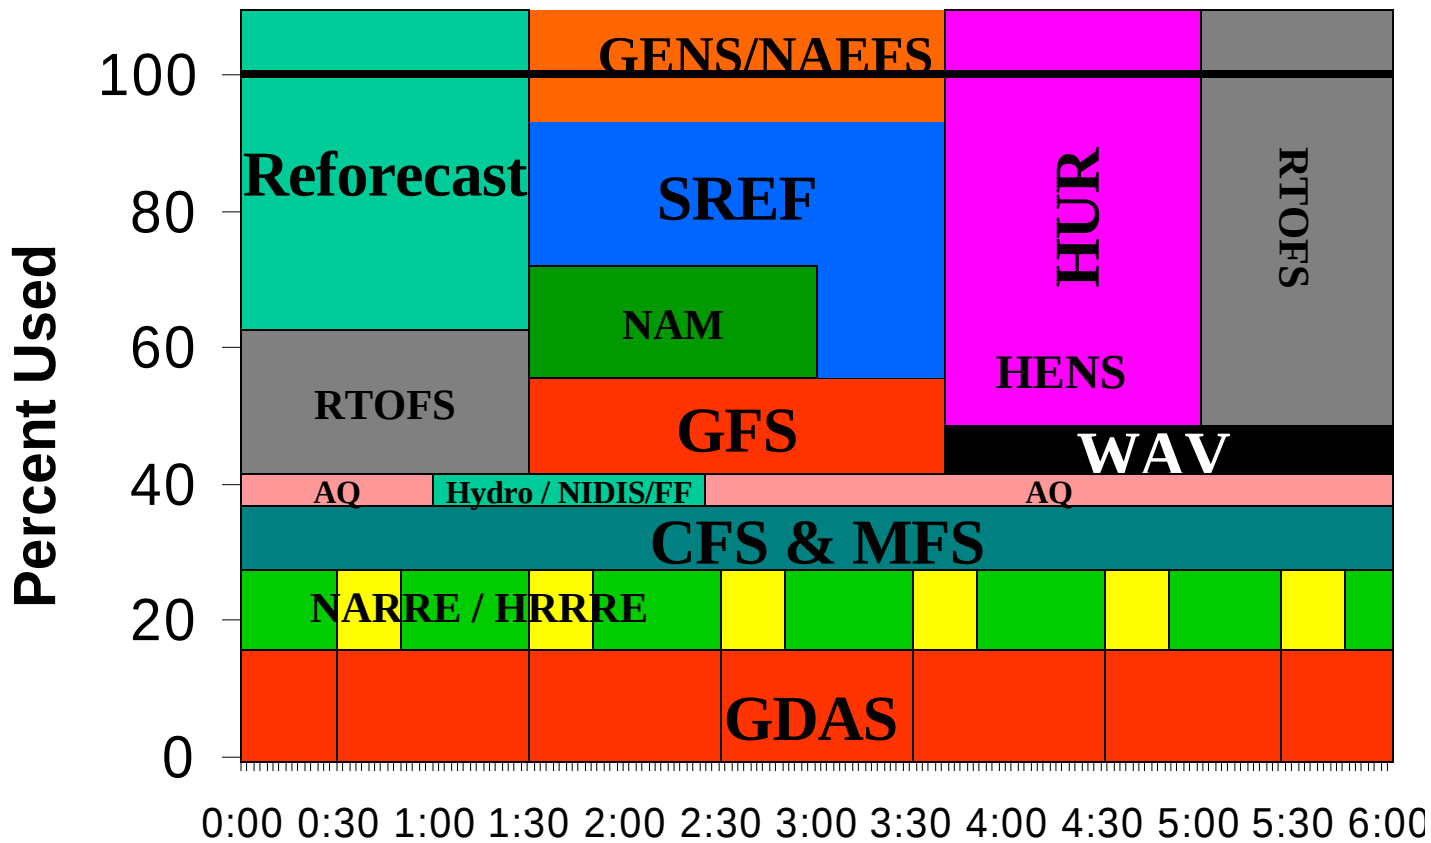 GENS/NAEFS
100
Reforecast
SREF
HUR
RTOFS
80
NAM
60
HENS
RTOFS
GFS
WAV
40
AQ
Hydro / NIDIS/FF
AQ
CFS & MFS
NARRE / HRRRE
20
GDAS
0
Percent Used
0:00 0:30 1:00 1:30 2:00 2:30 3:00 3:30 4:00 4:30 5:00 5:30 6:00